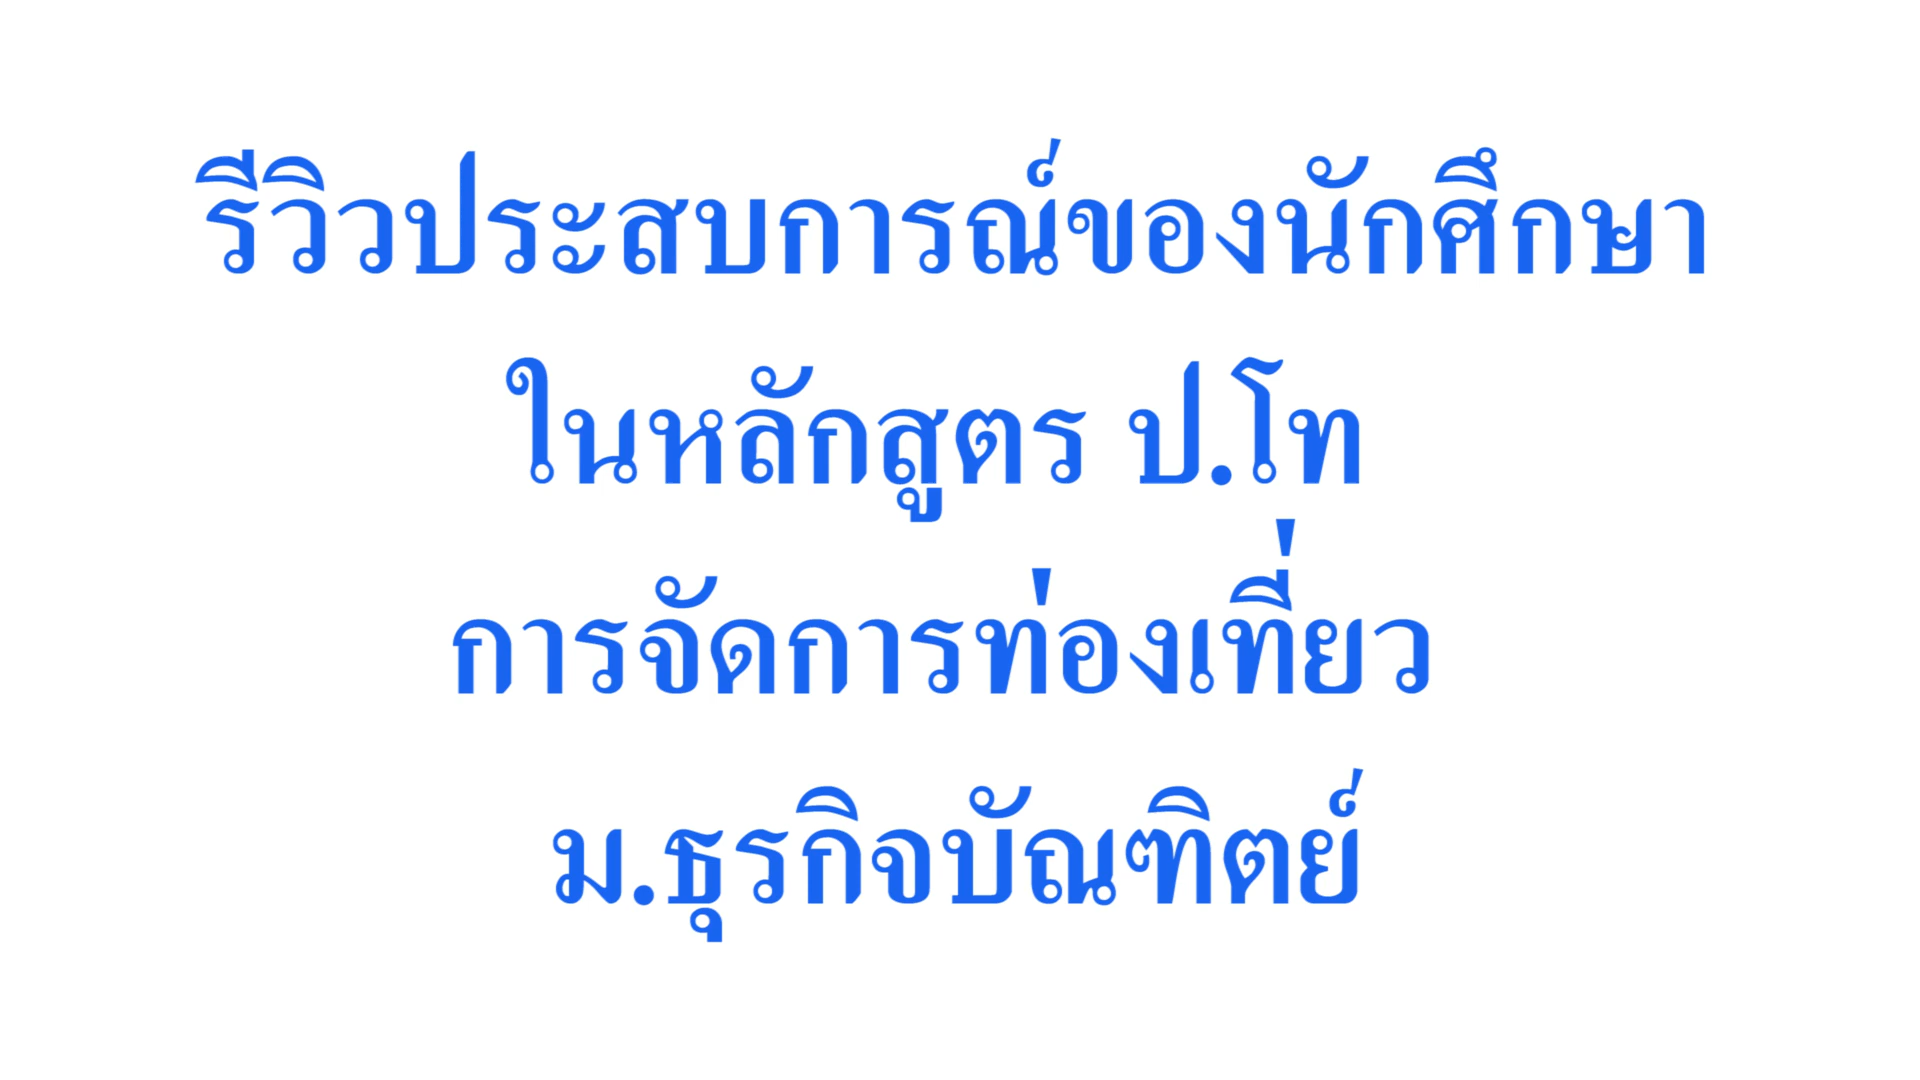 รีวิวประสบการณ์ของนักศึกษา
ในหลักสูตร ป.โท
การจัดการท่องเที่ยว
ม.ธุรกิจบัณฑิตย์